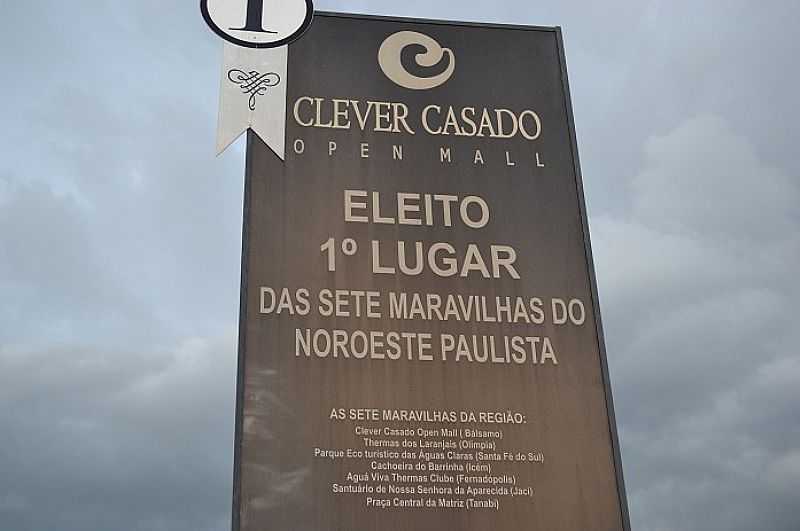 1
CLEVER CASADO
OPEN MALL
ELEITO
1º LUGAR
DAS SETE MARAVILHAS DO
NOROESTE PAULISTA
AS SETE MARAVILHAS DA REGIÃO:
Clever Casado Open Mall ( Bálsamo)
Thermas dos Laranjais (Olímpia)
Parque Eco turístico das Águas Claras (Santa Fé do Sul)
Cachoeira do Barrinha (Icém)
Aguá Viva Thermas Clube (Fernadópolis)
Santuário de Nossa Senhora da Aparecida (Jaci)
Praça Central da Matriz (Tanabi)